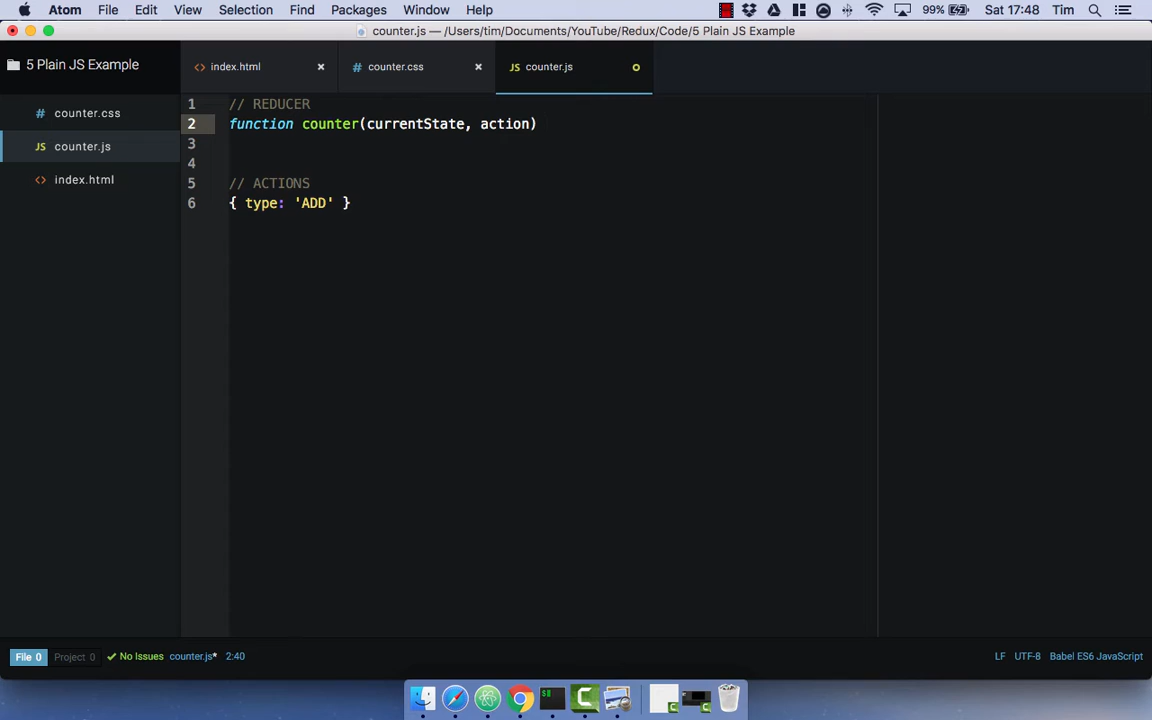 Atom File Edit View Selection Find Packages Window Help 99% Sat 17:48 Tim
counter.js — /Users/tim/Documents/YouTube/Redux/Code/5 Plain JS Example
5 Plain JS Example
<> index.html ×
# counter.css ×
JS counter.js
# counter.css
JS counter.js
<> index.html
1 // REDUCER
2 function counter(currentState, action)
3
4
5 // ACTIONS
6 { type: 'ADD' }
File 0 Project 0 No Issues counter.js* 2:40 LF UTF-8 Babel ES6 JavaScript